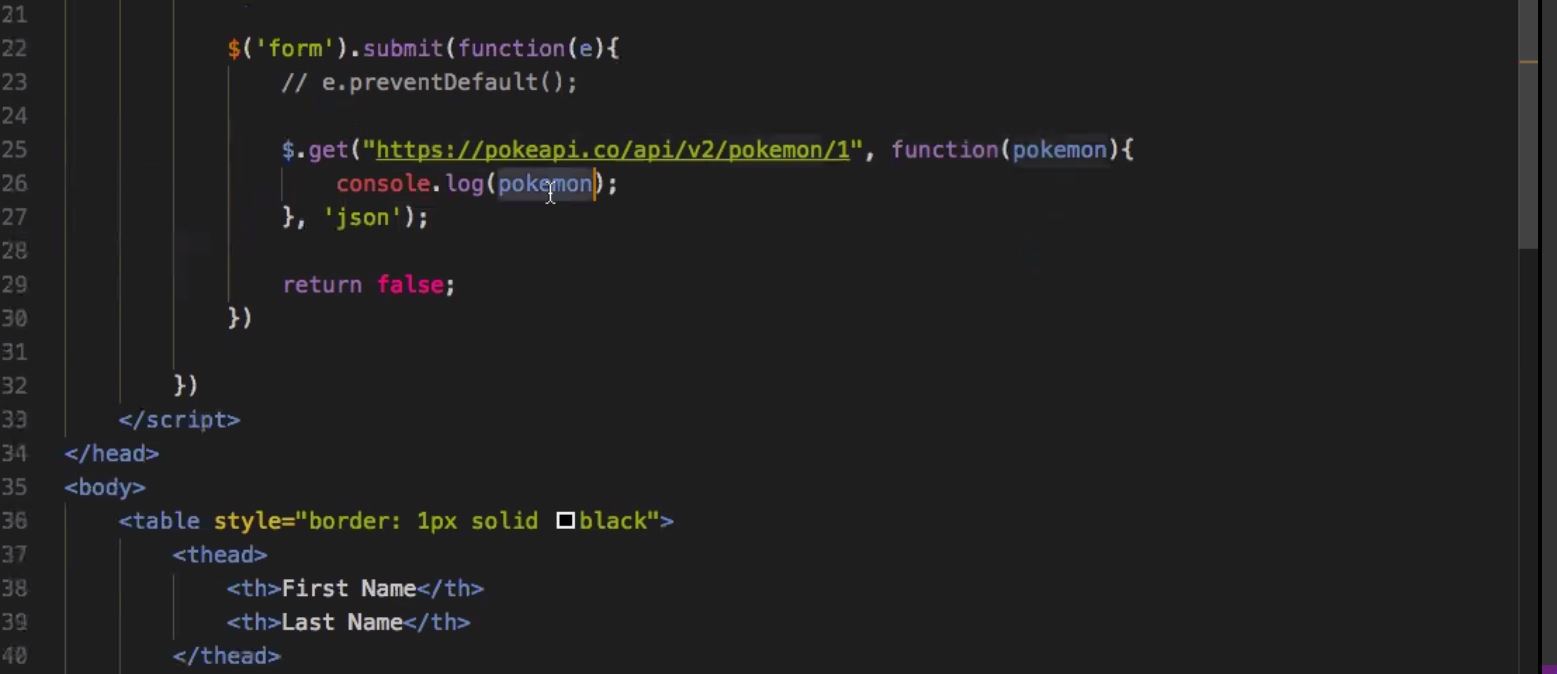 21
22 $('form').submit(function(e){
23 // e.preventDefault();
24
25 $.get("https://pokeapi.co/api/v2/pokemon/1", function(pokemon){
26 console.log(pokemon);
27 }, 'json');
28
29 return false;
30 })
31
32 })
33 </script>
34 </head>
35 <body>
36 <table style="border: 1px solid black">
37 <thead>
38 <th>First Name</th>
39 <th>Last Name</th>
40 </thead>